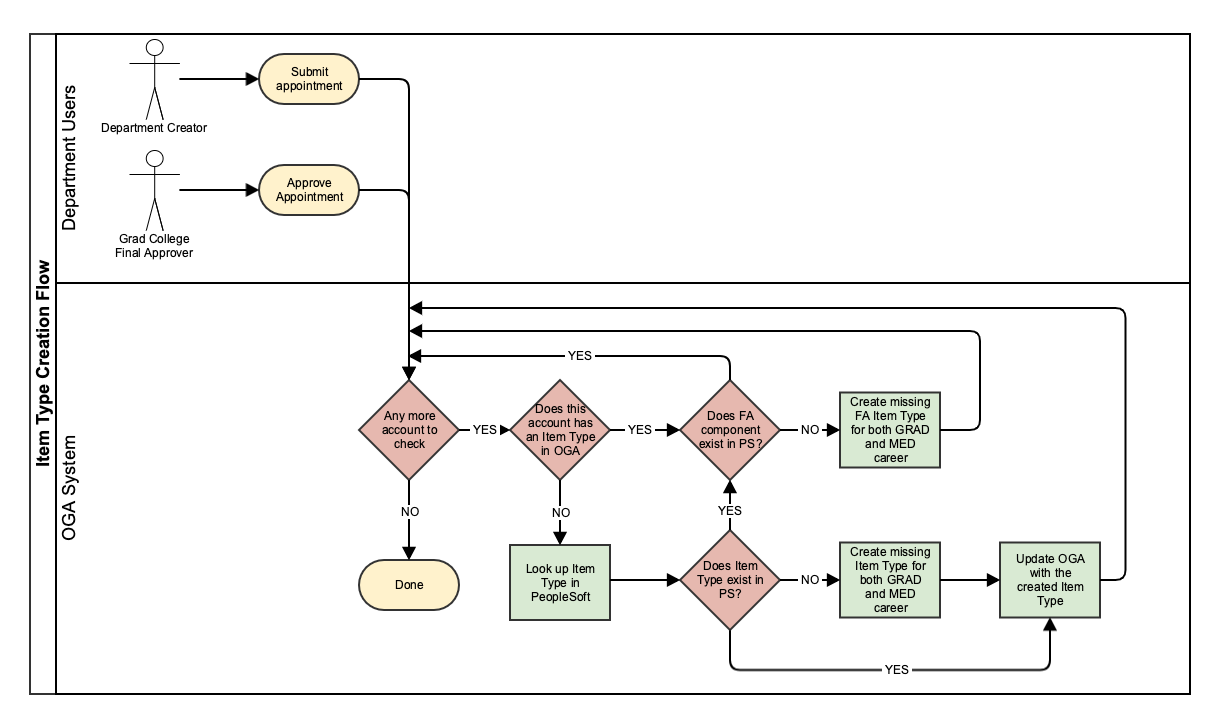 Item Type Creation Flow
Department Users
Department Creator
Submit
appointment
Grad College
Final Approver
Approve
Appointment
OGA System
Any more
account to
check
YES
NO
Done
Does this
account has
an Item Type
in OGA
YES
NO
Look up Item
Type in
PeopleSoft
Does FA
component
exist in PS?
YES
NO
Create missing
FA Item Type
for both GRAD
and MED
career
YES
Does Item
Type exist in
PS?
NO
Create missing
Item Type for
both GRAD
and MED
career
Update OGA
with the
created Item
Type
YES